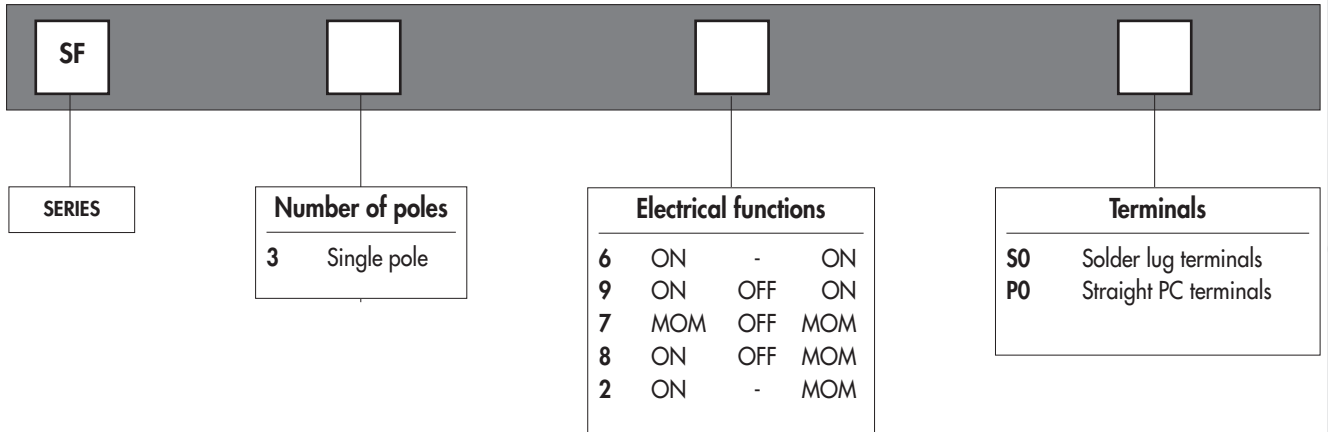 SF
SERIES
Number of poles
3 Single pole
Electrical functions
6 ON - ON
9 ON OFF ON
7 MOM OFF MOM
8 ON OFF MOM
2 ON - MOM
Terminals
S0 Solder lug terminals
P0 Straight PC terminals